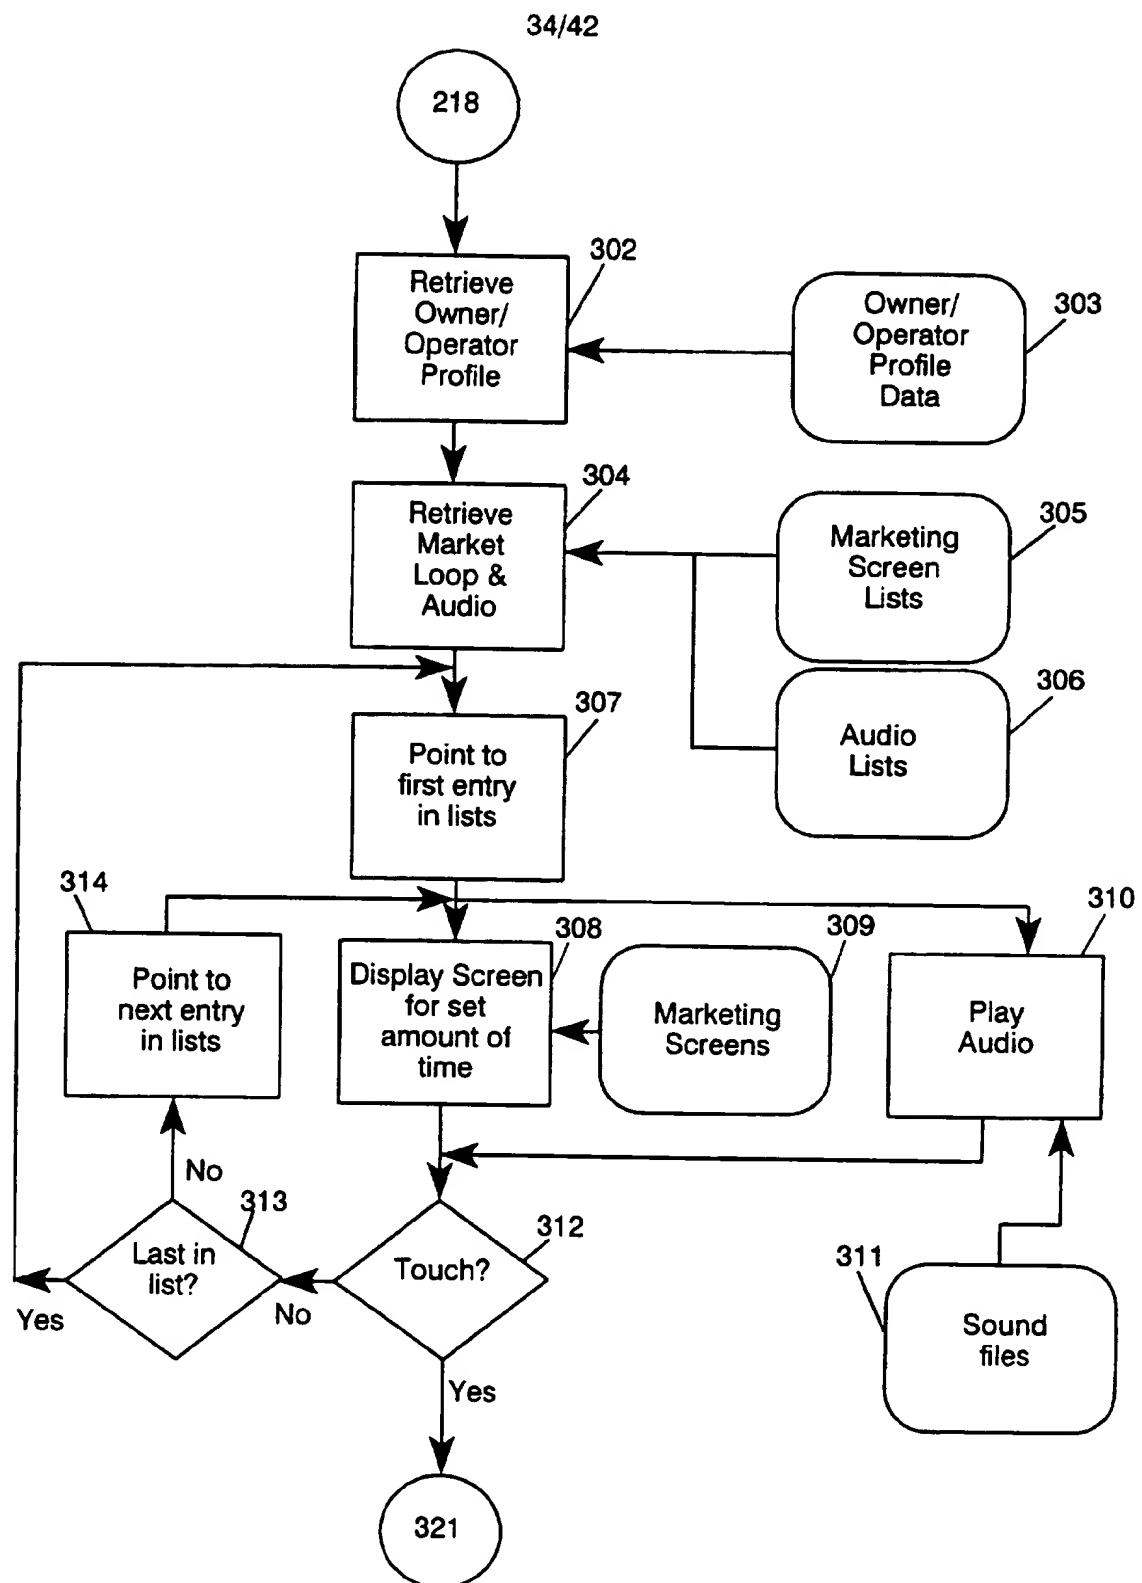 34/42
218
302
Retrieve
Owner/
Operator
Profile
Owner/
Operator
Profile
Data
303
304
Retrieve
Market
Loop &
Audio
Marketing
Screen
Lists
305
306
Audio
Lists
307
Point to
first entry
in lists
314
Point to
next entry
in lists
308
Display Screen
for set
amount of
time
309
Marketing
Screens
310
Play
Audio
No
313
Last in
list?
Yes
No
312
Touch?
Yes
311
Sound
files
321